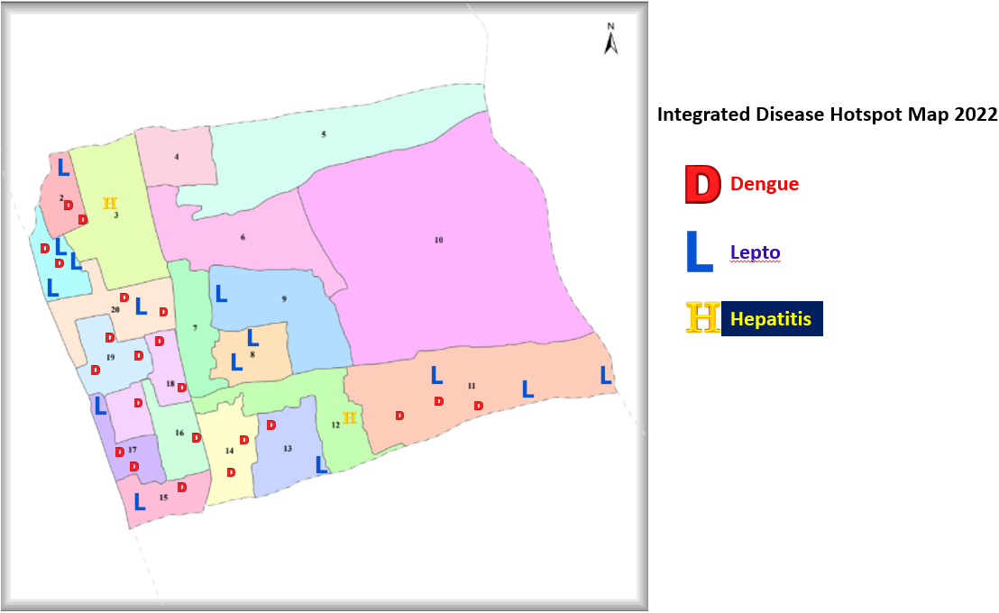 N
5
4
L
2 D
H
3
D
6
10
D L
D L
L
L 9
D
20 L D
7
D D L
19 D 8
L
D
L L
18 D 11 L
L D D D
D H
D 12
16 D D
17 D 14 13
D D L
D
L 15
Integrated Disease Hotspot Map 2022
D Dengue
L Lepto
H Hepatitis